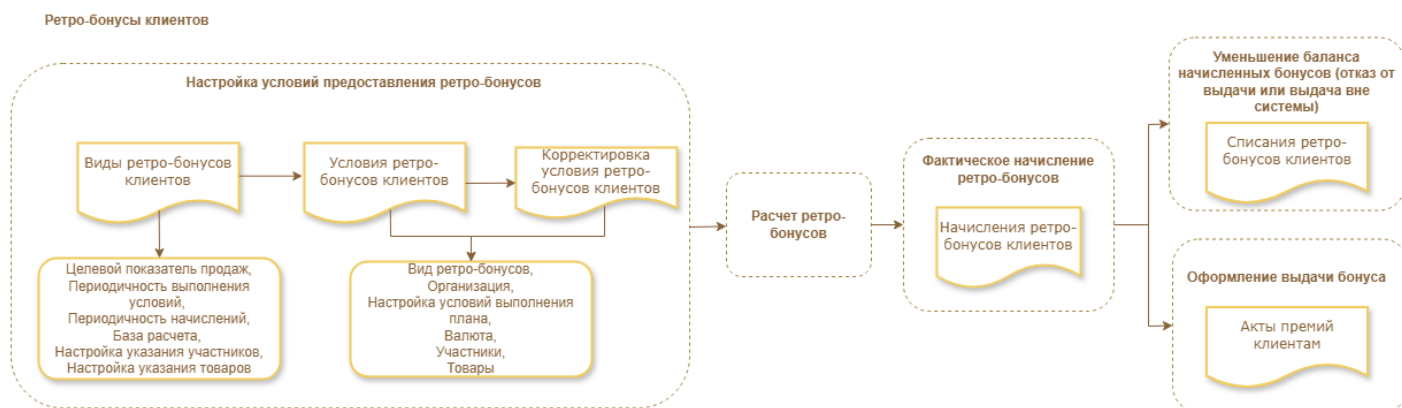 Ретро-бонусы клиентов
Настройка условий предоставления ретро-бонусов
Виды ретро-бонусов
клиентов
Условия ретро-
бонусов клиентов
Корректировка
условия ретро-
бонусов клиентов
Целевой показатель продаж,
Периодичность выполнения
условий,
Периодичность начислений,
База расчета,
Настройка указания участников,
Настройка указания товаров
Вид ретро-бонусов,
Организация,
Настройка условий выполнения
плана,
Валюта,
Участники,
Товары
Расчет ретро-
бонусов
Фактическое начисление
ретро-бонусов
Начисления ретро-
бонусов клиентов
Уменьшение баланса
начисленных бонусов (отказ от
выдачи или выдача вне
системы)
Списания ретро-
бонусов клиентов
Оформление выдачи бонуса
Акты премий
клиентам